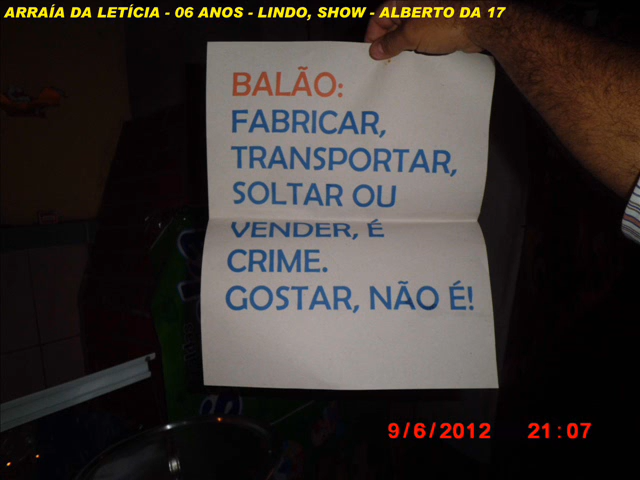 ARRAÍA DA LETÍCIA - 06 ANOS - LINDO, SHOW - ALBERTO DA 17
BALÃO:
FABRICAR,
TRANSPORTAR,
SOLTAR OU
VENDER, É
CRIME.
GOSTAR, NÃO É!
9/6/2012 21:07